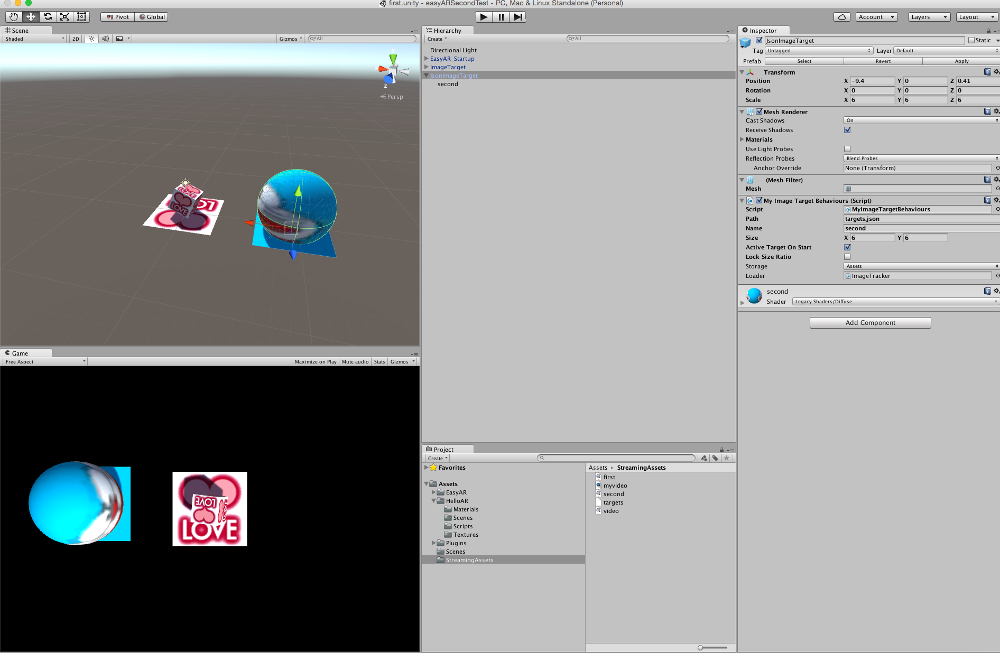 first.unity - easyARSecondTest - PC, Mac & Linux Standalone (Personal)
Pivot Global
Account Layers Layout
Scene
Shaded 2D Gizmos All
y
x
z
Persp
LOVE
LOVE
LOVE
Game
Free Aspect Maximize on Play Mute audio Stats Gizmos
LOVE
LOVE
LOVE
Hierarchy
Create All
Directional Light
EasyAR_Startup
ImageTarget
JsonImageTarget
second
Project
Create
Favorites
Assets
EasyAR
HelloAR
Materials
Scenes
Scripts
Textures
Plugins
Scenes
StreamingAssets
Assets StreamingAssets
first
myvideo
second
targets
video
Inspector
JsonImageTarget Static
Tag Untagged Layer Default
Prefab Select Revert Apply
Transform
Position X -9.4 Y 0 Z 0.41
Rotation X 0 Y 0 Z 0
Scale X 6 Y 6 Z 6
Mesh Renderer
Cast Shadows On
Receive Shadows
Materials
Use Light Probes
Reflection Probes Blend Probes
Anchor Override None (Transform)
(Mesh Filter)
Mesh
My Image Target Behaviours (Script)
Script MyImageTargetBehaviours
Path targets.json
Name second
Size X 6 Y 6
Active Target On Start
Lock Size Ratio
Storage Assets
Loader ImageTracker
second
Shader Legacy Shaders/Diffuse
Add Component